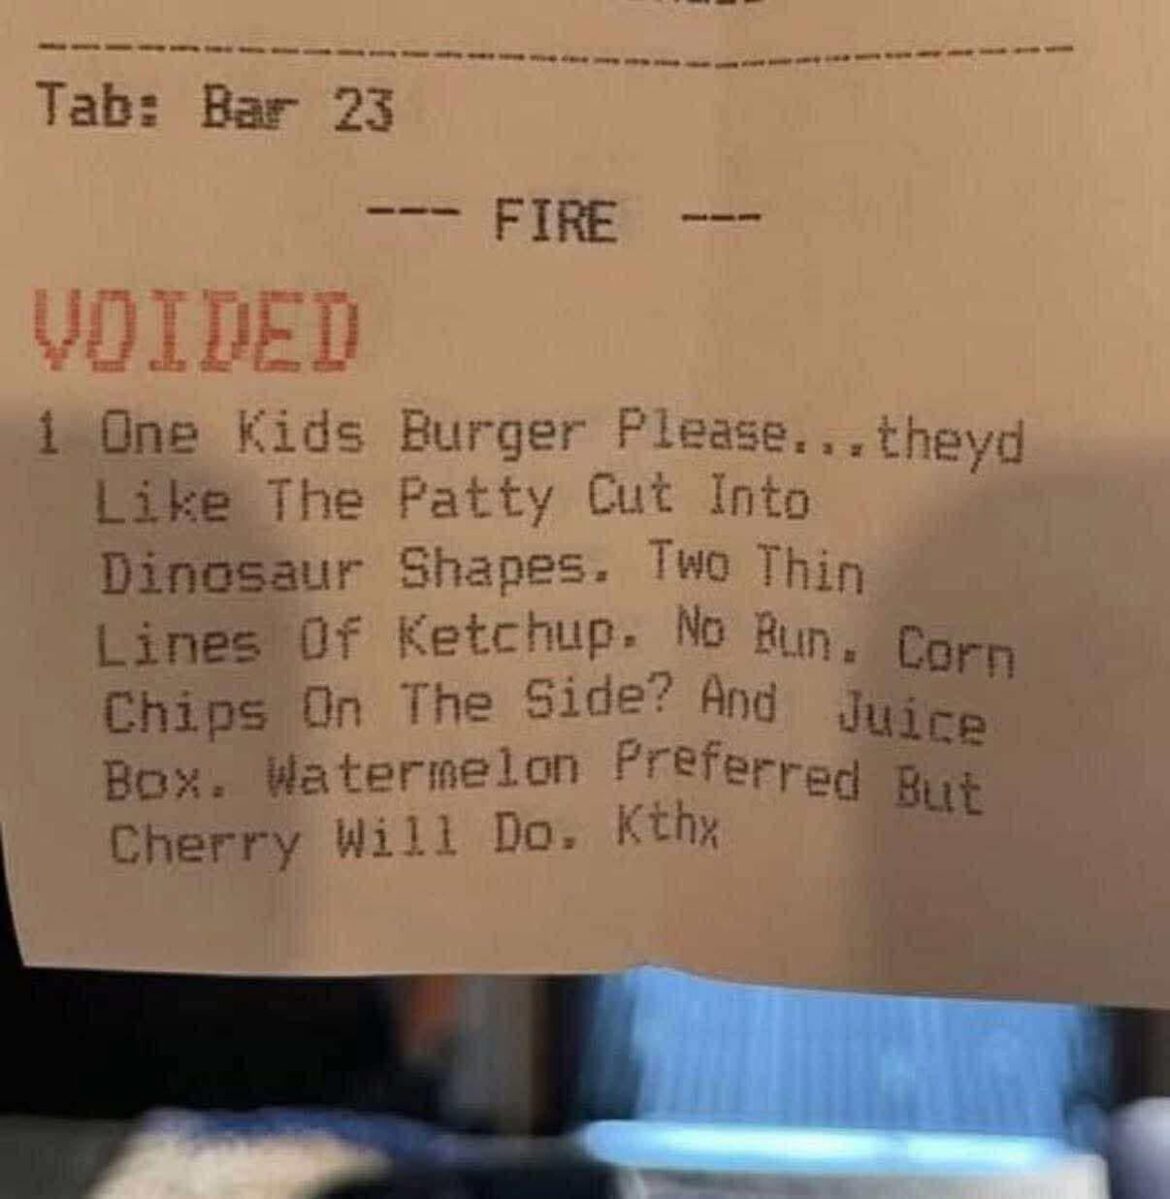 Tab: Bar 23
--- FIRE ---
VOIDED
1 One Kids Burger Please...theyd
Like The Patty Cut Into
Dinosaur Shapes. Two Thin
Lines Of Ketchup. No Bun. Corn
Chips On The Side? And Juice
Box. Watermelon Preferred But
Cherry Will Do. Kthx